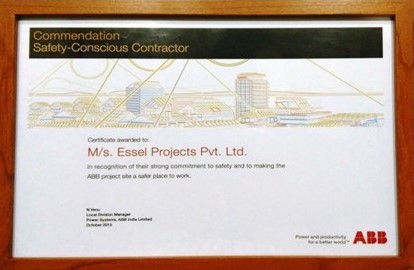 Commendation
Safety-Conscious Contractor
Certificate awarded to:
M/s. Essel Projects Pvt. Ltd.
In recognition of their strong commitment to safety and to making the
ABB project site a safer place to work.
Local Division Manager
Power Systems, ABB India Limited
October 2013
Power and productivity
for a better world™
ABB